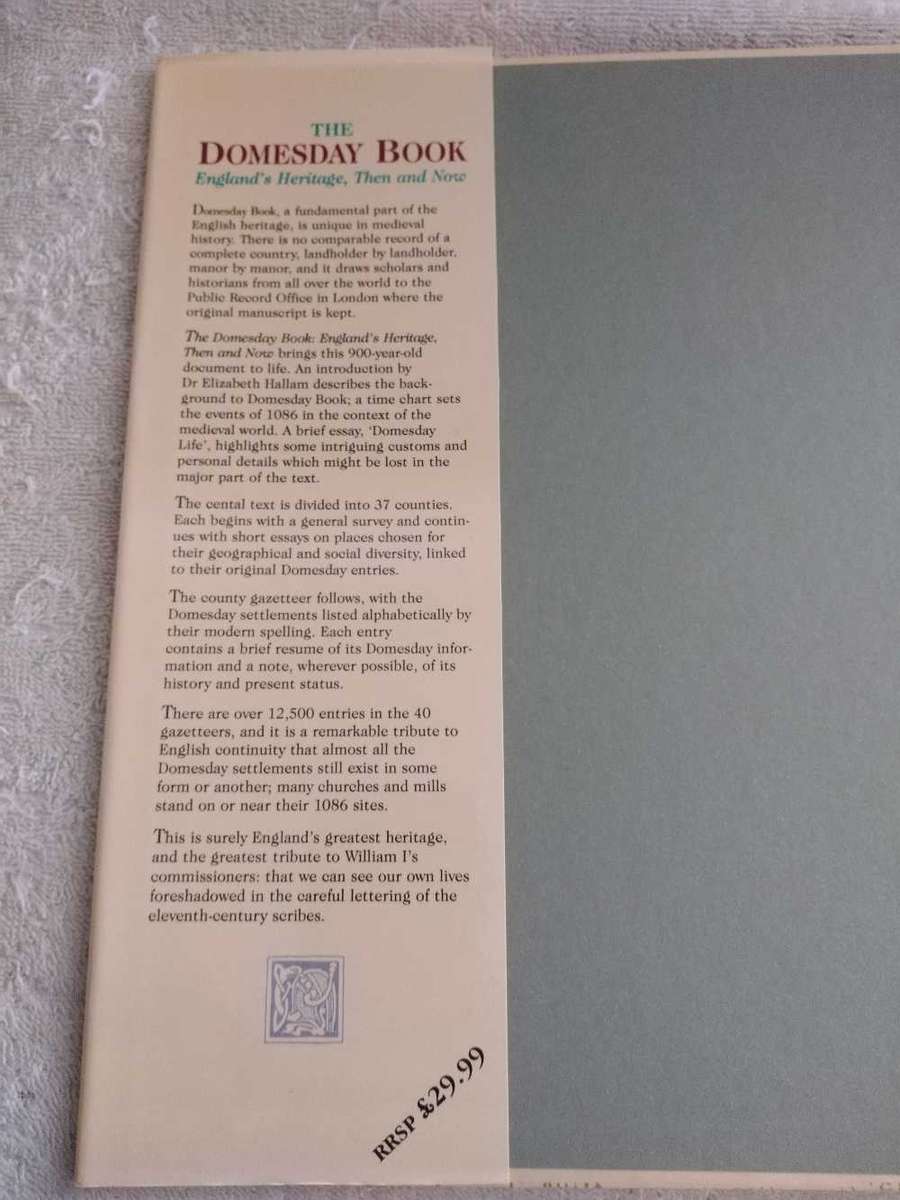 THE
DOMESDAY BOOK
England's Heritage, Then and Now
Domesday Book, a fundamental part of the
English heritage, is unique in medieval
history. There is no comparable record of a
complete country, landholder by landholder,
manor by manor, and it draws scholars and
historians from all over the world to the
Public Record Office in London where the
original manuscript is kept.
The Domesday Book: England's Heritage,
Then and Now brings this 900-year-old
document to life. An introduction by
Dr Elizabeth Hallam describes the back-
ground to Domesday Book; a time chart sets
the events of 1086 in the context of the
medieval world. A brief essay, ‘Domesday
Life’, highlights some intriguing customs and
personal details which might be lost in the
major part of the text.
The cental text is divided into 37 counties.
Each begins with a general survey and contin-
ues with short essays on places chosen for
their geographical and social diversity, linked
to their original Domesday entries.
The county gazetteer follows, with the
Domesday settlements listed alphabetically by
their modern spelling. Each entry
contains a brief resume of its Domesday infor-
mation and a note, wherever possible, of its
history and present status.
There are over 12,500 entries in the 40
gazetteers, and it is a remarkable tribute to
English continuity that almost all the
Domesday settlements still exist in some
form or another; many churches and mills
stand on or near their 1086 sites.
This is surely England's greatest heritage,
and the greatest tribute to William I's
commissioners: that we can see our own lives
foreshadowed in the careful lettering of the
eleventh-century scribes.
RRSP £29.99